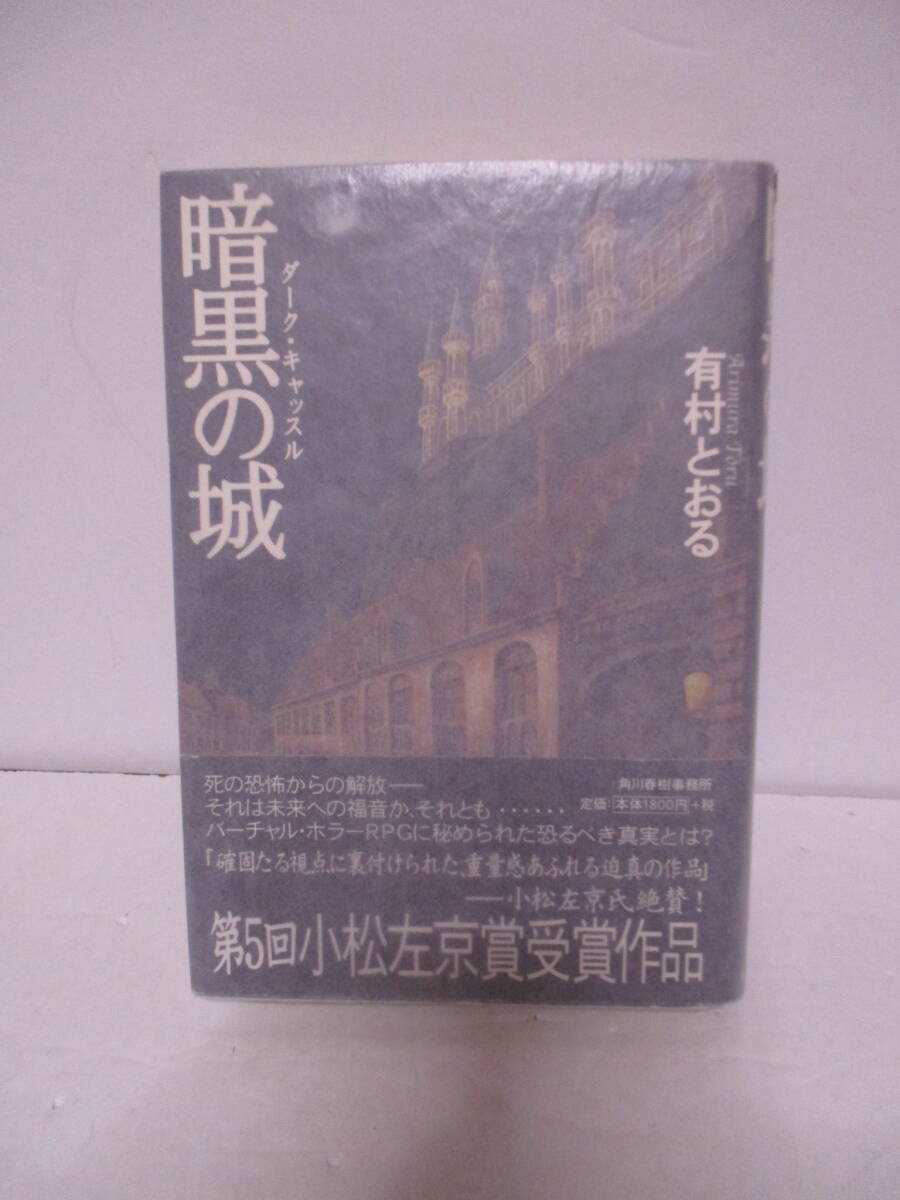 暗黒の城
ダーク・キャッスル
有村とおる
Arimura Toru
死の恐怖からの解放――
それは未来への福音か、それとも……
バーチャル・ホラーRPGに秘められた恐るべき真実とは?
「確固たる視点に裏付けられた、重量感あふれる迫真の作品」
――小松左京氏絶賛!
第5回小松左京賞受賞作品
角川春樹事務所
定価:本体1800円+税